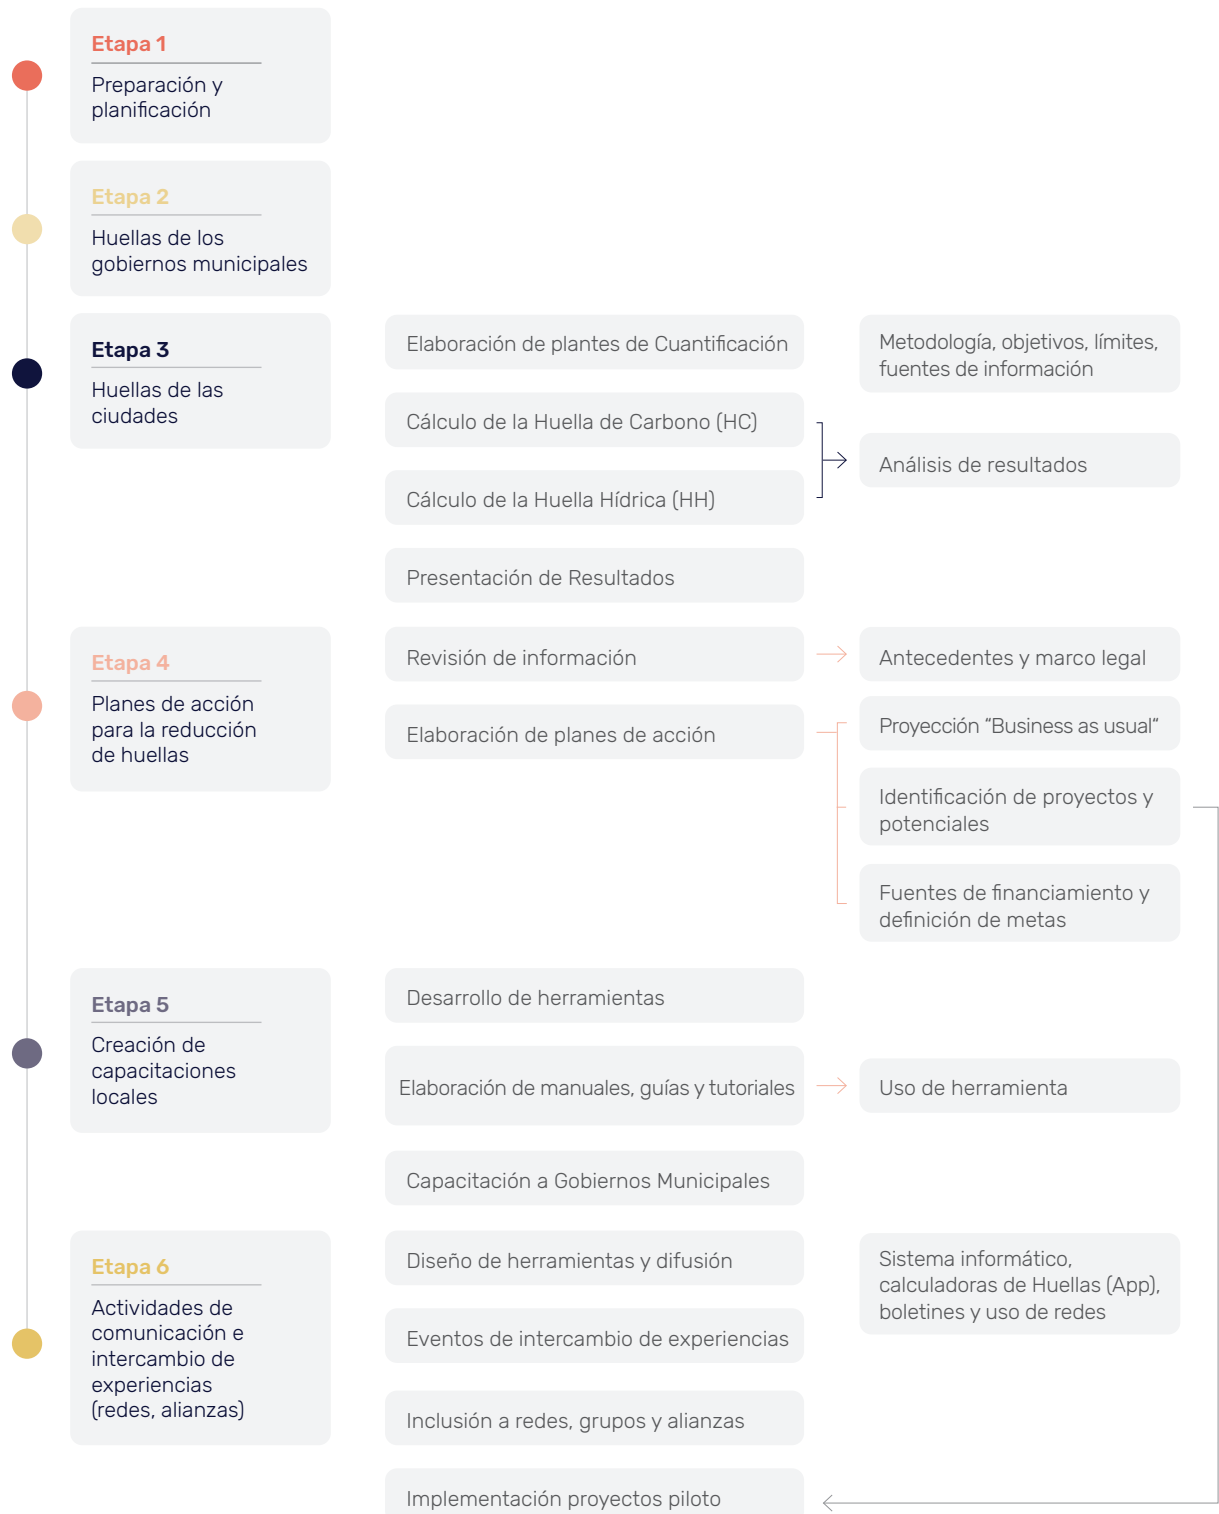 Etapa 1
Preparación y
planificación
Etapa 2
Huellas de los
gobiernos municipales
Etapa 3
Huellas de las
ciudades
Elaboración de plantes de Cuantificación
Metodología, objetivos, límites,
fuentes de información
Cálculo de la Huella de Carbono (HC)
Cálculo de la Huella Hídrica (HH)
Análisis de resultados
Presentación de Resultados
Etapa 4
Planes de acción
para la reducción
de huellas
Revisión de información
Antecedentes y marco legal
Elaboración de planes de acción
Proyección “Business as usual“
Identificación de proyectos y
potenciales
Fuentes de financiamiento y
definición de metas
Etapa 5
Creación de
capacitaciones
locales
Desarrollo de herramientas
Elaboración de manuales, guías y tutoriales
Uso de herramienta
Capacitación a Gobiernos Municipales
Etapa 6
Actividades de
comunicación e
intercambio de
experiencias
(redes, alianzas)
Diseño de herramientas y difusión
Sistema informático,
calculadoras de Huellas (App),
boletines y uso de redes
Eventos de intercambio de experiencias
Inclusión a redes, grupos y alianzas
Implementación proyectos piloto